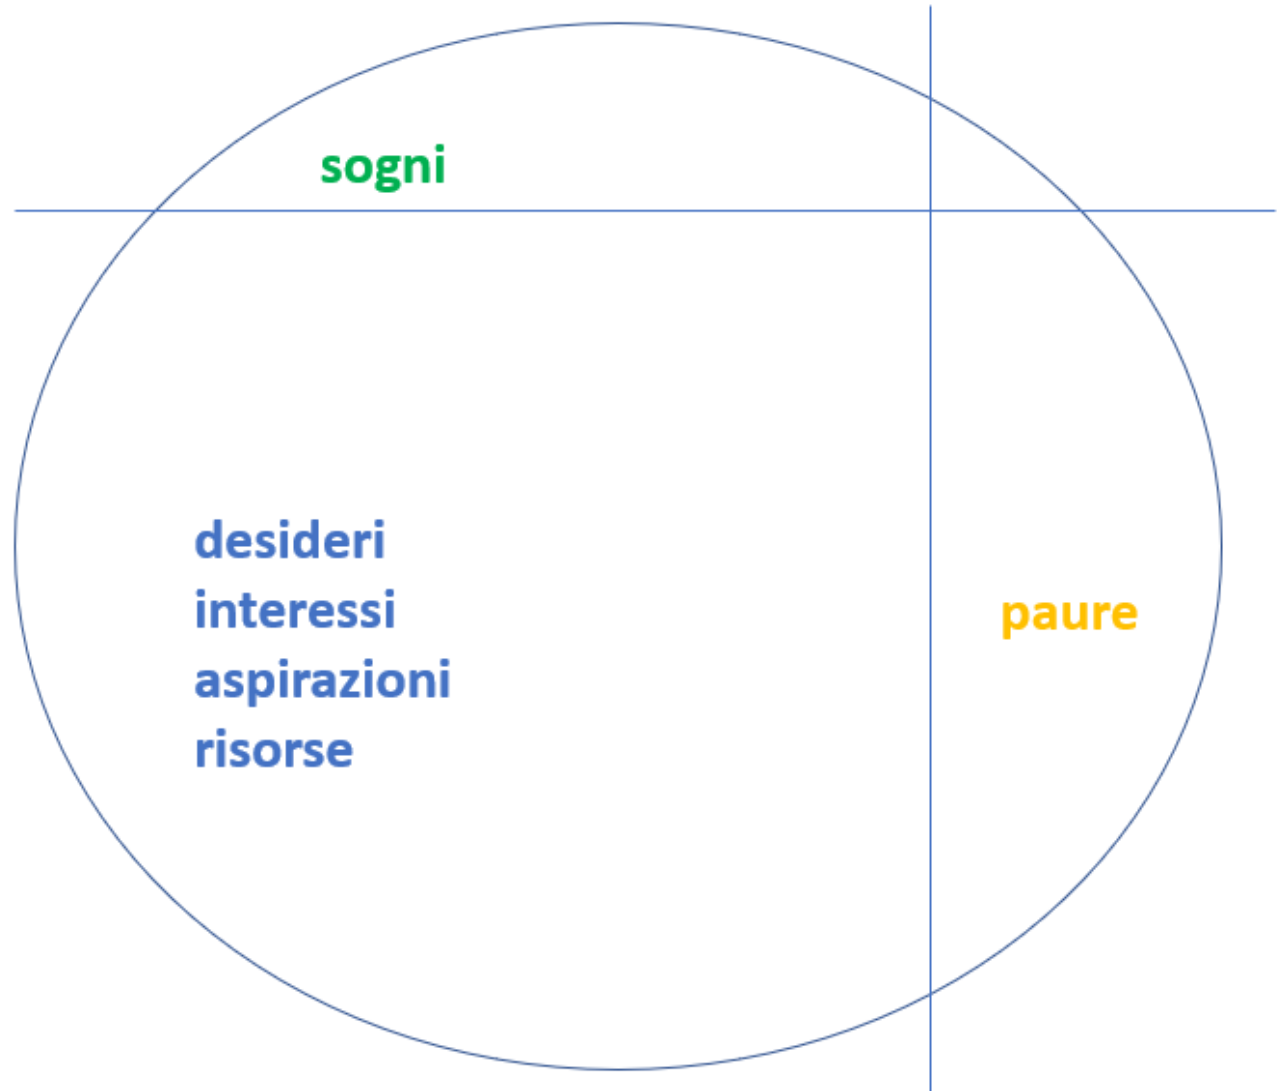 sogni
desideri
interessi
aspirazioni
risorse
paure